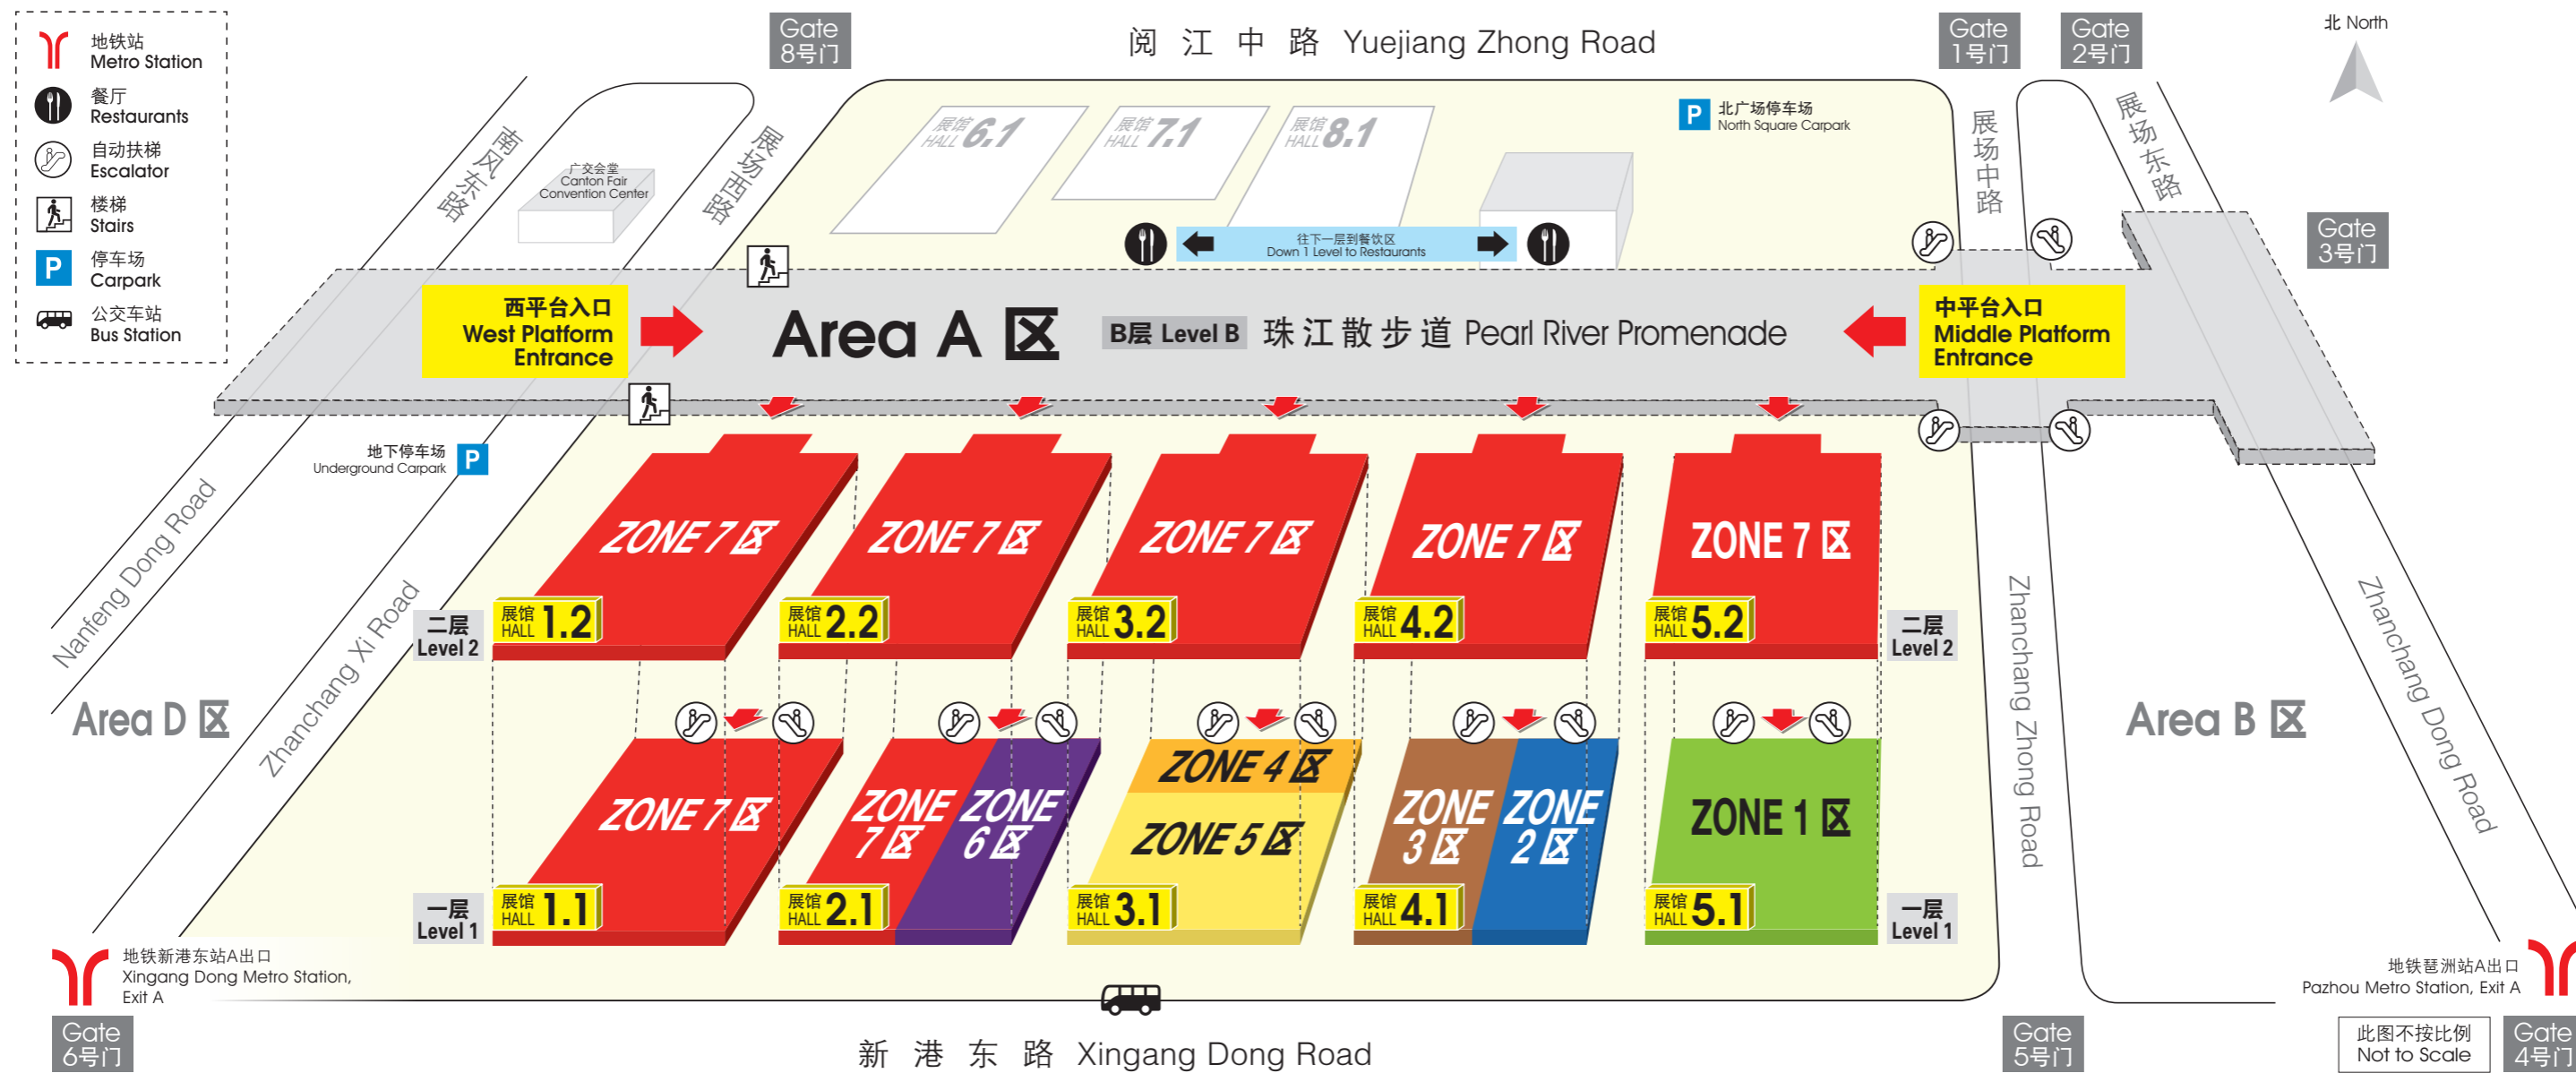 地铁站
Metro Station
餐厅
Restaurants
自动扶梯
Escalator
楼梯
Stairs
P
停车场
Carpark
公交车站
Bus Station
Gate
8号门
阅江中路 Yuejiang Zhong Road
Gate
1号门
Gate
2号门
北 North
南风东路
广交会堂
Canton Fair
Convention Center
展场西路
展馆
HALL 6.1
展馆
HALL 7.1
展馆
HALL 8.1
P
北广场停车场
North Square Carpark
展场中路
展场东路
Gate
3号门
往下一层到餐饮区
Down 1 Level to Restaurants
西平台入口
West Platform
Entrance
Area A 区
B层 Level B
珠江散步道 Pearl River Promenade
中平台入口
Middle Platform
Entrance
地下停车场
Underground Carpark
P
Nanfeng Dong Road
Zhanchang Xi Road
ZONE 7 区
ZONE 7 区
ZONE 7 区
ZONE 7 区
ZONE 7 区
二层
Level 2
展馆
HALL 1.2
展馆
HALL 2.2
展馆
HALL 3.2
展馆
HALL 4.2
展馆
HALL 5.2
二层
Level 2
Zhanchang Zhong Road
Zhanchang Dong Road
Area D 区
Area B 区
ZONE 7 区
ZONE
7 区
ZONE
6 区
ZONE 4 区
ZONE 5 区
ZONE
3 区
ZONE
2 区
ZONE 1 区
一层
Level 1
展馆
HALL 1.1
展馆
HALL 2.1
展馆
HALL 3.1
展馆
HALL 4.1
展馆
HALL 5.1
一层
Level 1
地铁新港东站A出口
Xingang Dong Metro Station,
Exit A
地铁琶洲站A出口
Pazhou Metro Station, Exit A
Gate
6号门
新港东路 Xingang Dong Road
Gate
5号门
此图不按比例
Not to Scale
Gate
4号门